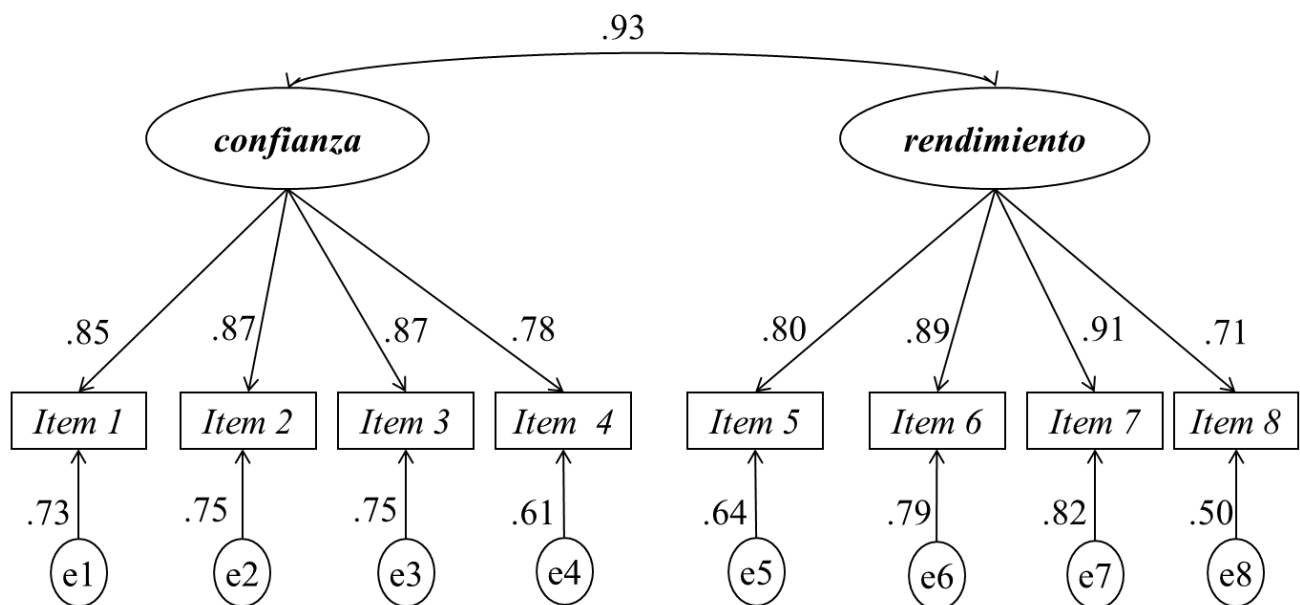 .93
confianza rendimiento
.85 .87 .87 .78 .80 .89 .91 .71
Item 1 Item 2 Item 3 Item 4 Item 5 Item 6 Item 7 Item 8
.73 .75 .75 .61 .64 .79 .82 .50
e1 e2 e3 e4 e5 e6 e7 e8